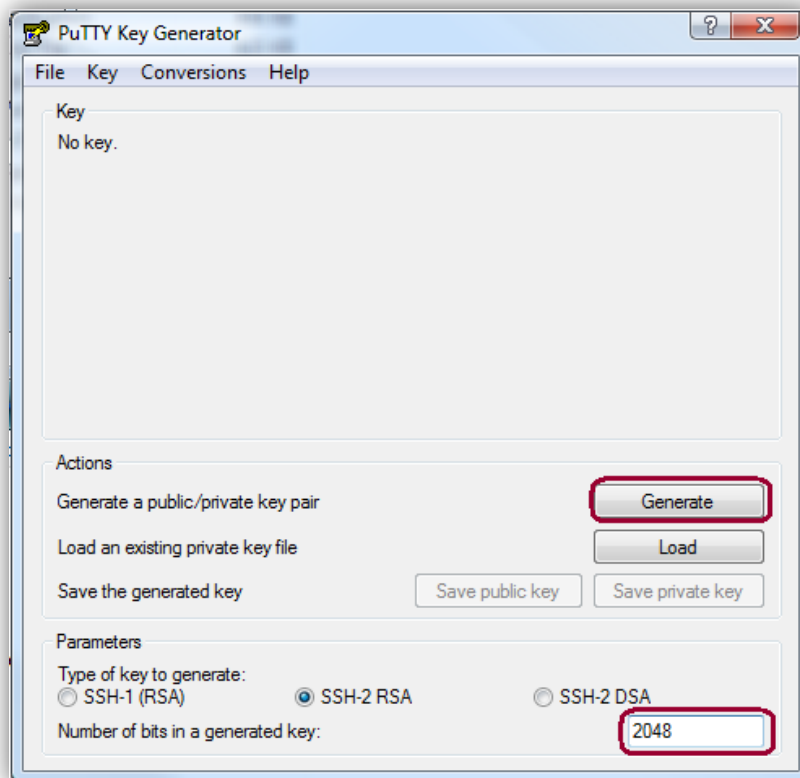 PuTTY Key Generator
File Key Conversions Help
Key
No key.
Actions
Generate a public/private key pair Generate
Load an existing private key file Load
Save the generated key Save public key Save private key
Parameters
Type of key to generate:
SSH-1 (RSA) SSH-2 RSA SSH-2 DSA
Number of bits in a generated key: 2048